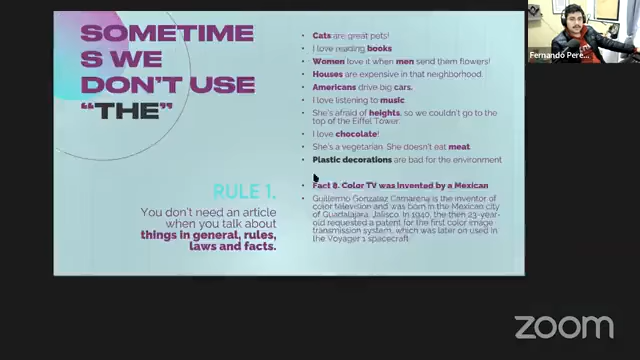 SOMETIME
S WE
DON'T USE
“THE”
RULE 1.
You don't need an article
when you talk about
things in general, rules,
laws and facts.
Cats are great pets!
I love reading books
Women love it when men send them flowers!
Houses are expensive in that neighborhood
Americans drive big cars.
I love listening to music
She's afraid of heights, so we couldn't go to the
top of the Eiffel Tower.
I love chocolate!
She's a vegetarian. She doesn't eat meat
Plastic decorations are bad for the environment
Fact 8. Color TV was invented by a Mexican
Guillermo Gonzalez Camarena is the inventor of
color television and was born in the Mexican city
of Guadalajara, Jalisco. In 1940, the then 23-year-
old requested a patent for the first color image
transmission system, which was later on used in
the Voyager 1 spacecraft
Fernando Pere...
zoom